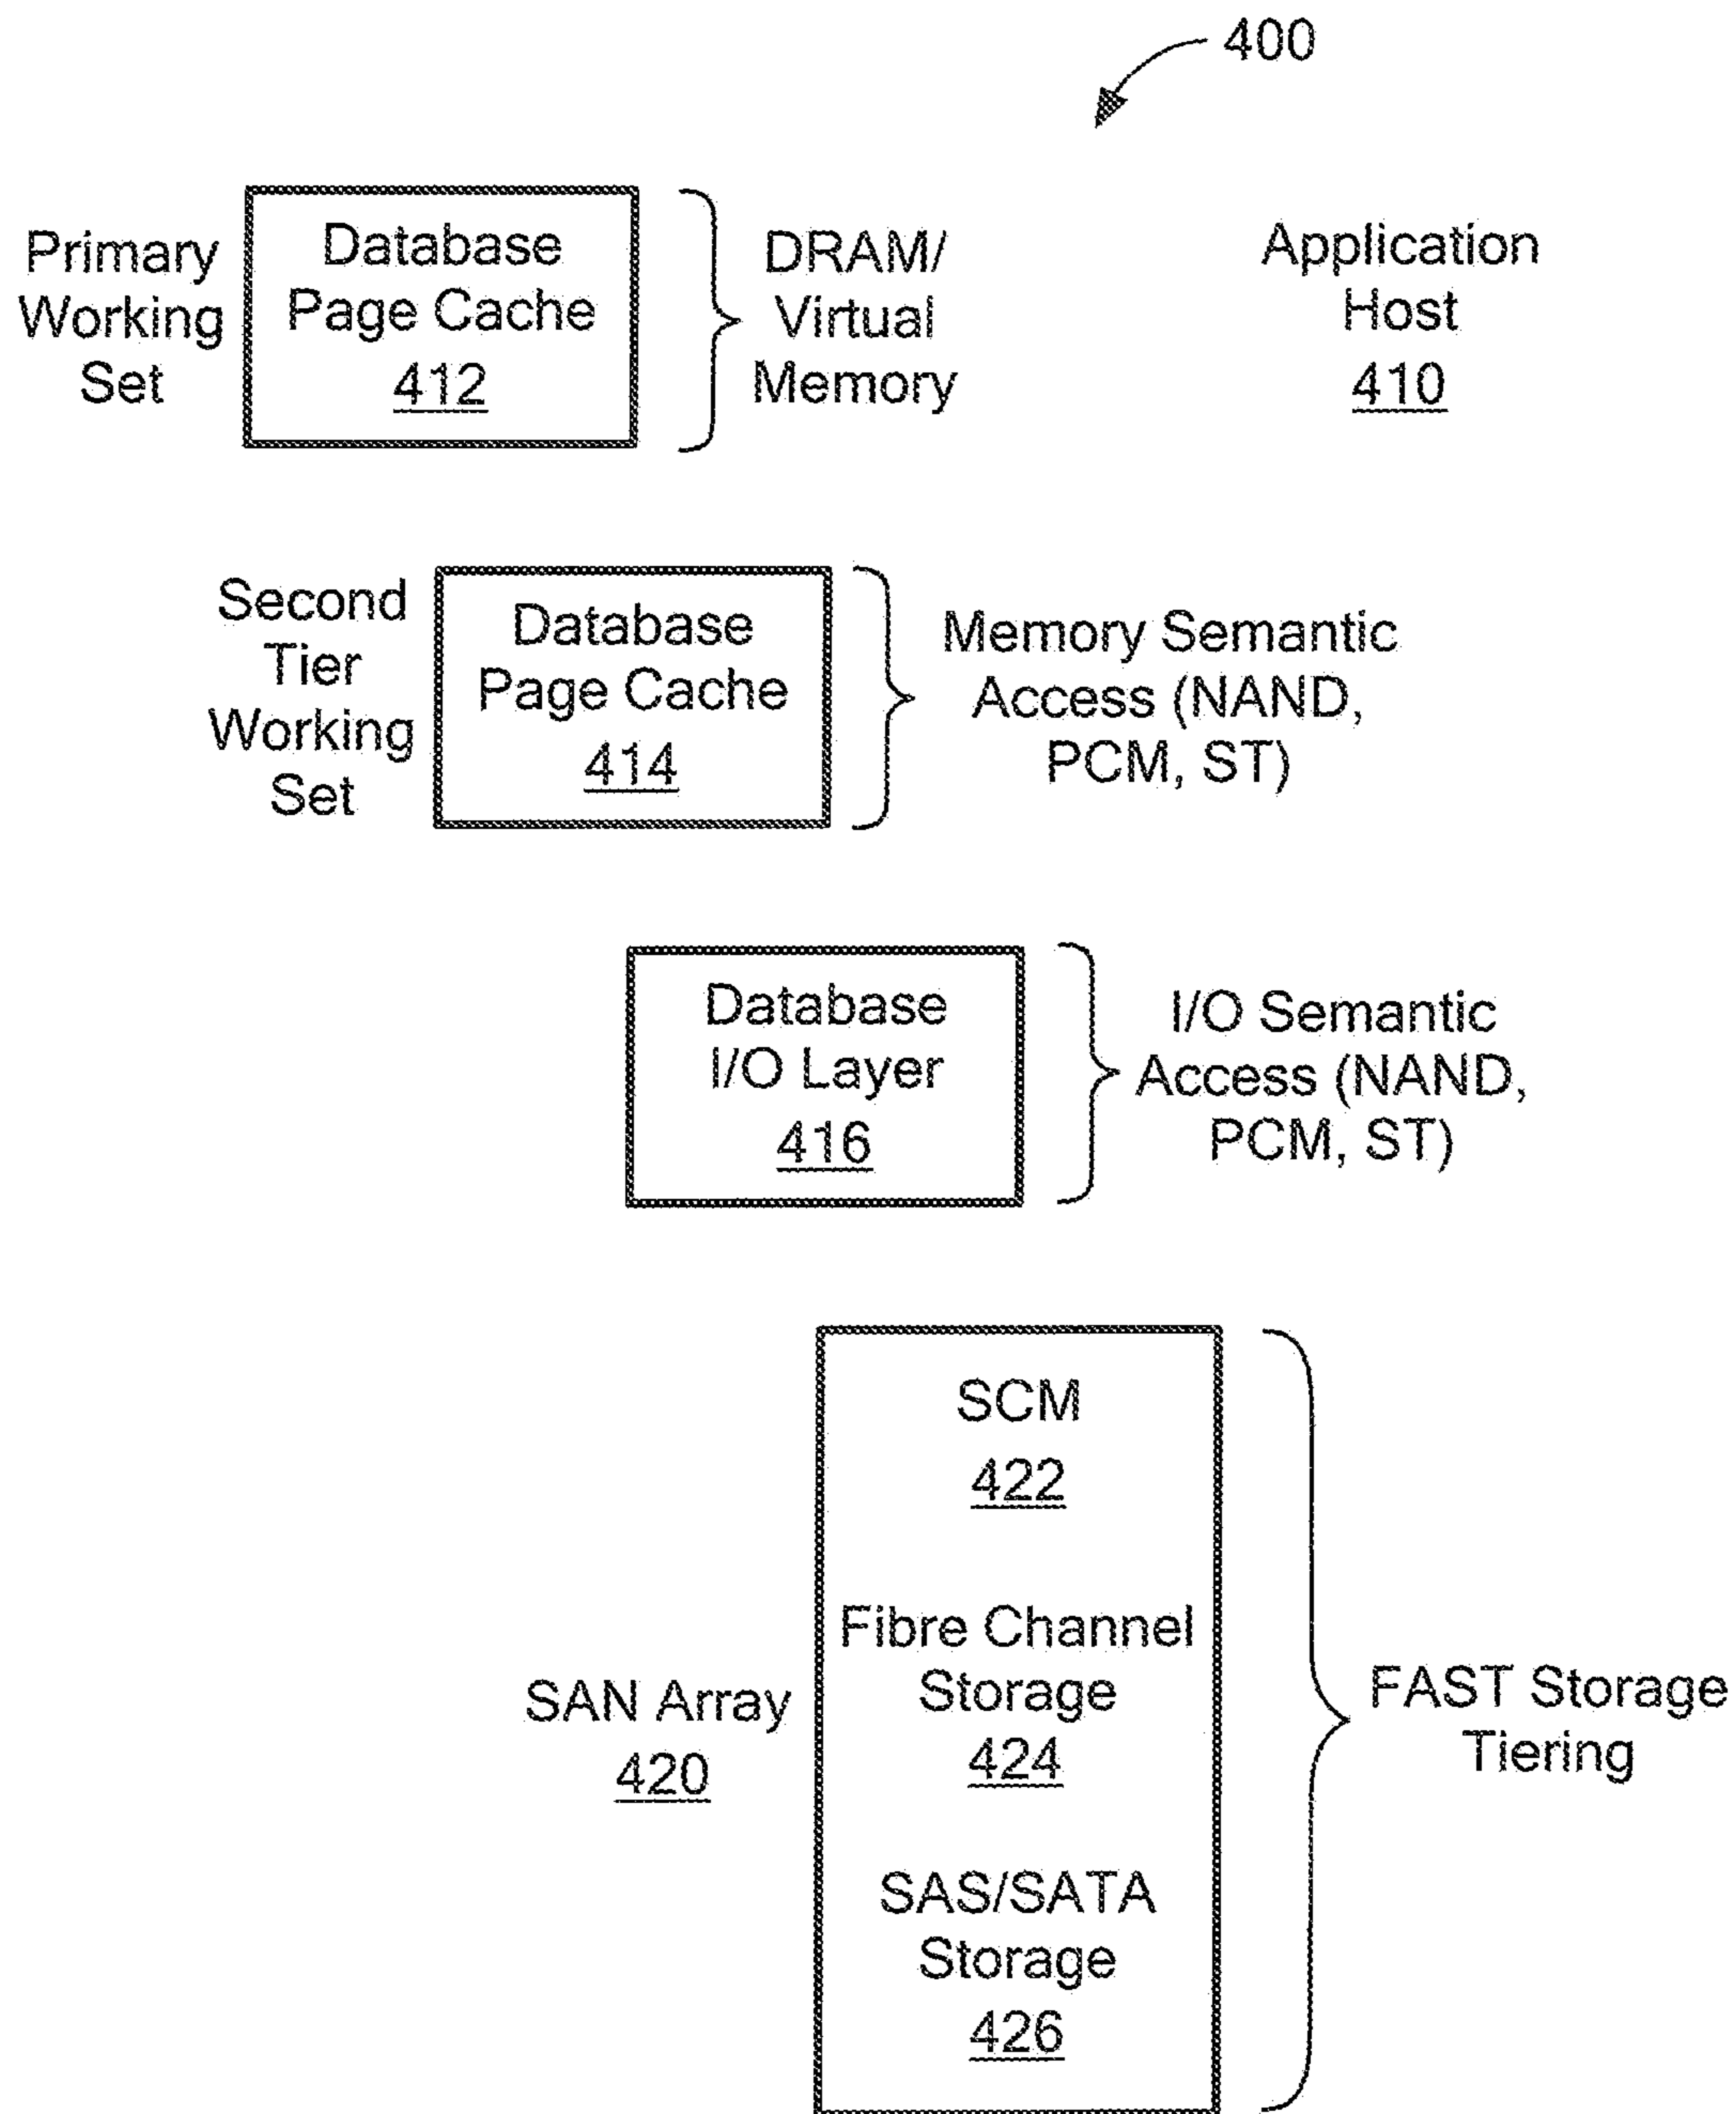 400
Primary
Working
Set
Database
Page Cache
412
DRAM/
Virtual
Memory
Application
Host
410
Second
Tier
Working
Set
Database
Page Cache
414
Memory Semantic
Access (NAND,
PCM, ST)
Database
I/O Layer
416
I/O Semantic
Access (NAND,
PCM, ST)
SAN Array
420
SCM
422
Fibre Channel
Storage
424
SAS/SATA
Storage
426
FAST Storage
Tiering